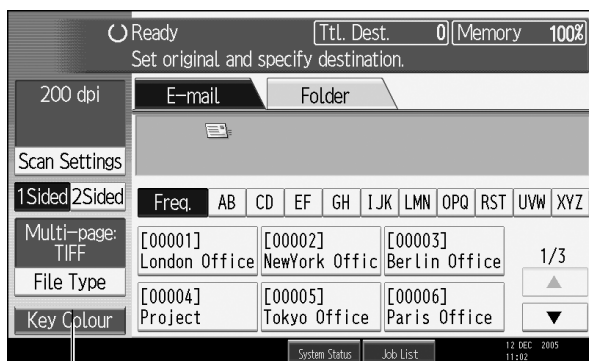 Ready
Ttl. Dest. 0 Memory 100%
Set original and specify destination.
200 dpi
E-mail Folder
Scan Settings
1 Sided 2Sided
Freq. AB CD EF GH IJK LMN OPQ RST UVW XYZ
Multi-page:
TIFF
File Type
[00001] [00002] [00003]
London Office NewYork Offic Berlin Office
1/3
[00004] [00005] [00006]
Project Tokyo Office Paris Office
Key Colour
System Status Job List
12 DEC 2005
11:02